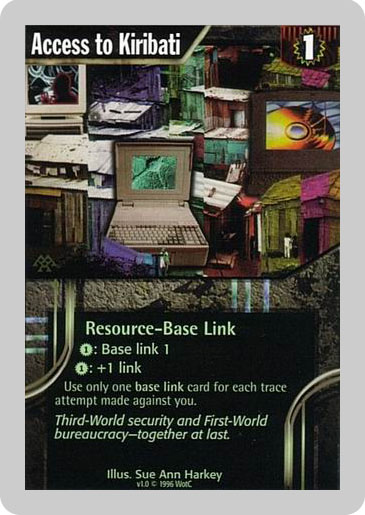 Access to Kiribati
1
Resource-Base Link
1: Base link 1
1: +1 link
Use only one base link card for each trace
attempt made against you.
Third-World security and First-World
bureaucracy—together at last.
Illus. Sue Ann Harkey
v1.0 © 1996 WotC